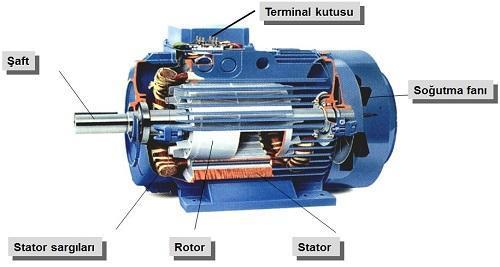 Terminal kutusu
Şaft
Soğutma fanı
Stator sargıları
Rotor
Stator